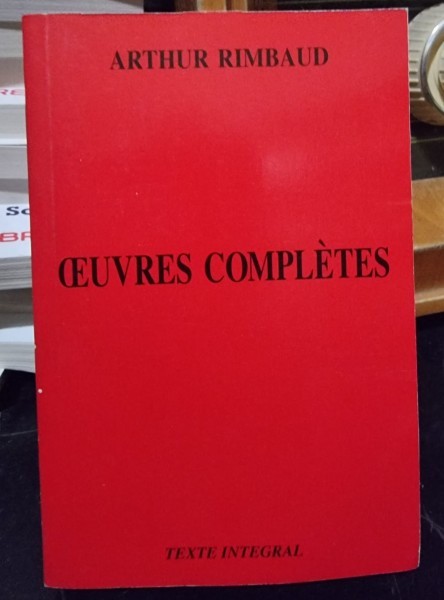 ARTHUR RIMBAUD
ŒUVRES COMPLÈTES
TEXTE INTEGRAL